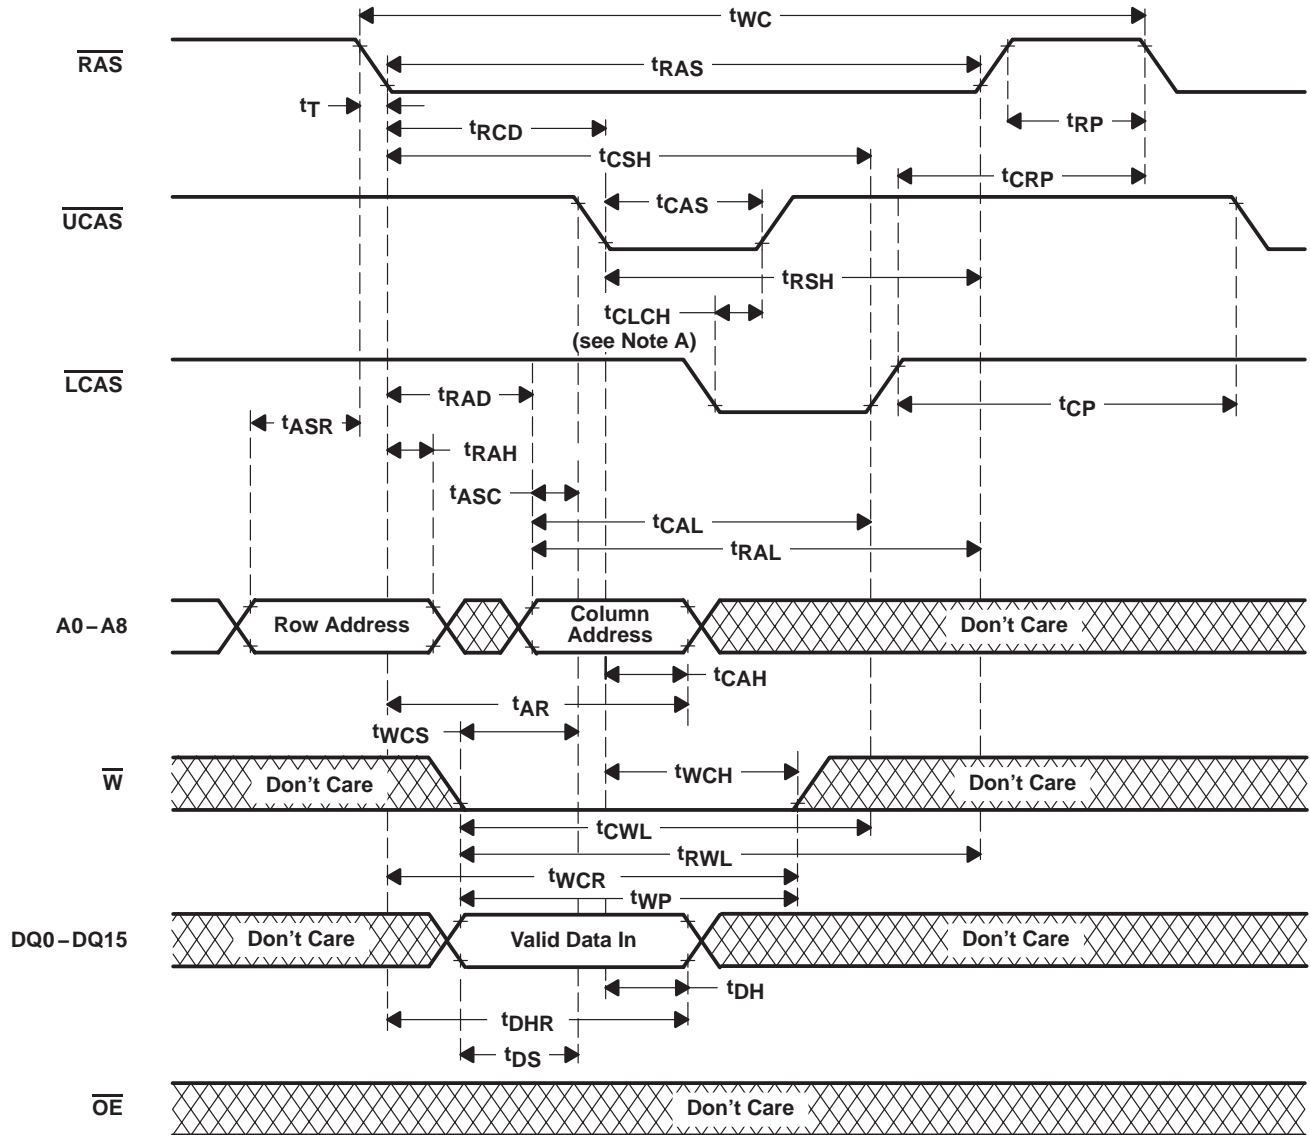 tWC
RAS
tRAS
tT
tRP
tRCD
tCSH
tCRP
UCAS
tCAS
tRSH
tCLCH
(see Note A)
LCAS
tRAD
tCP
tASR
tRAH
tASC
tCAL
tRAL
A0–A8
Row Address
Column
Address
Don't Care
tCAH
tAR
tWCS
W
Don't Care
tWCH
Don't Care
tCWL
tRWL
tWCR
tWP
DQ0–DQ15
Don't Care
Valid Data In
Don't Care
tDH
tDHR
tDS
OE
Don't Care